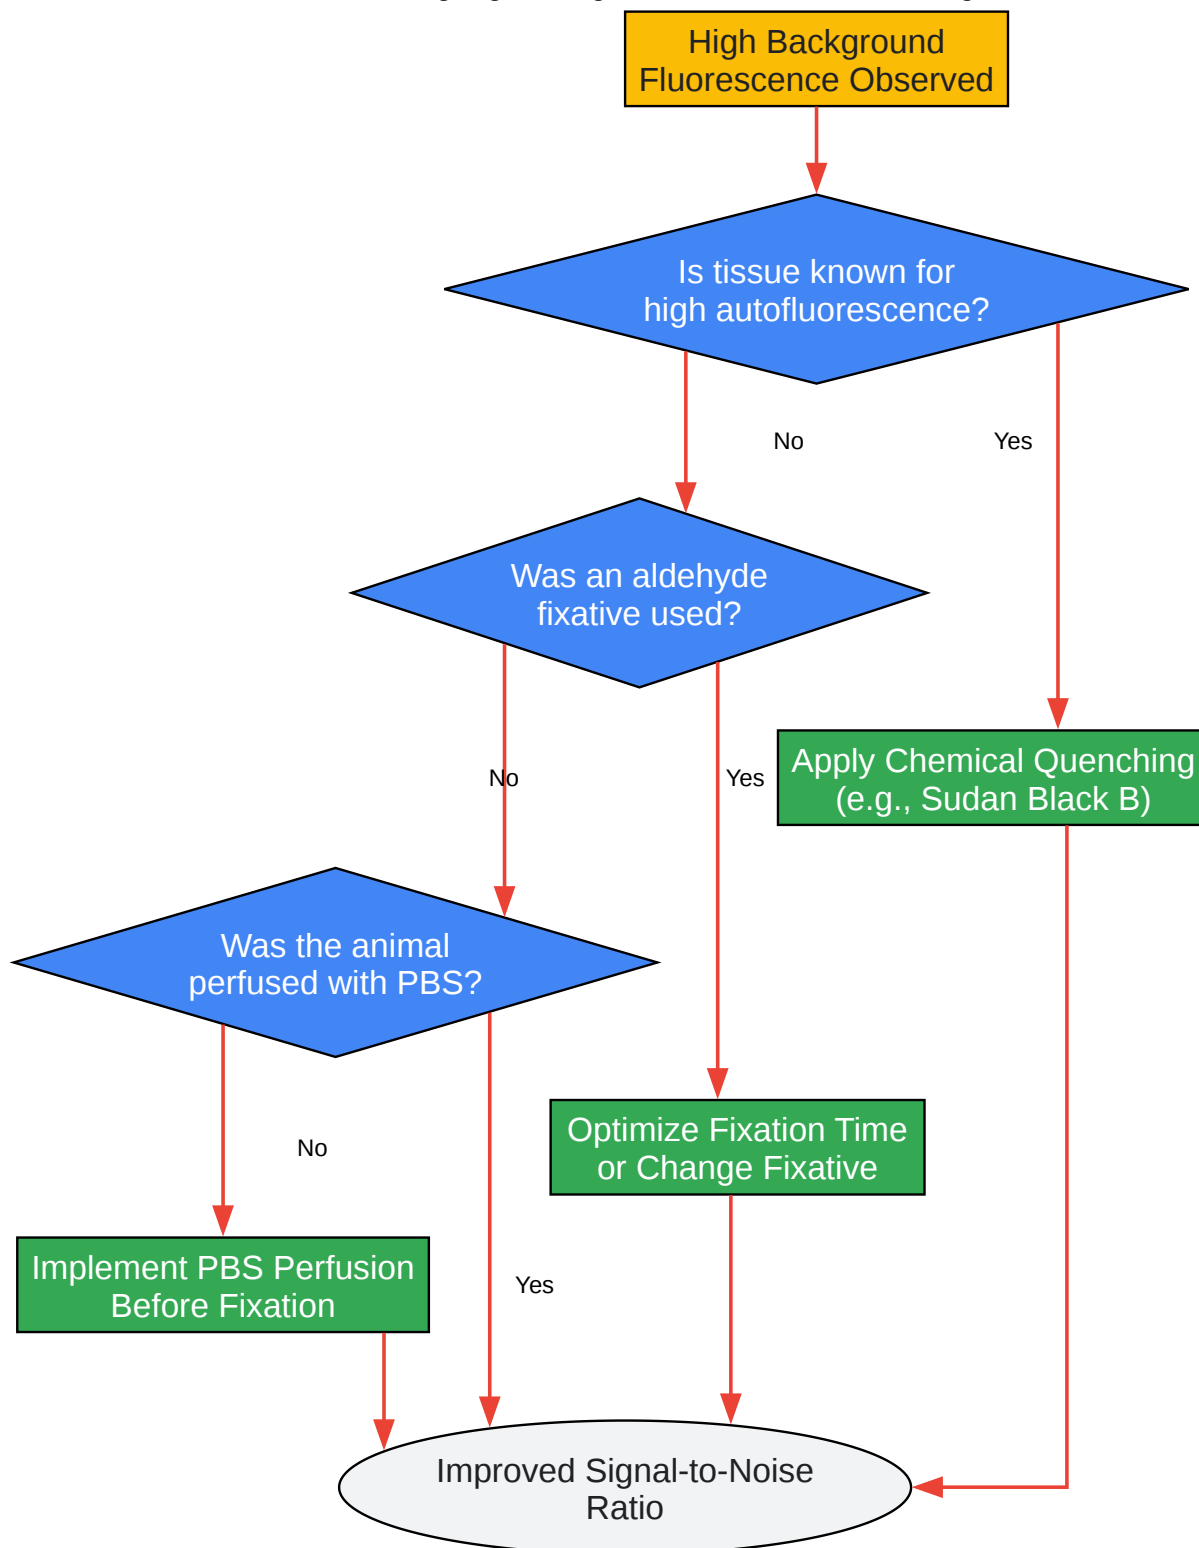 High Background
Fluorescence Observed
Is tissue known for
high autofluorescence?
No
Yes
Was an aldehyde
fixative used?
No
Yes
Apply Chemical Quenching
(e.g., Sudan Black B)
Was the animal
perfused with PBS?
No
Optimize Fixation Time
or Change Fixative
Implement PBS Perfusion
Before Fixation
Yes
Improved Signal-to-Noise
Ratio